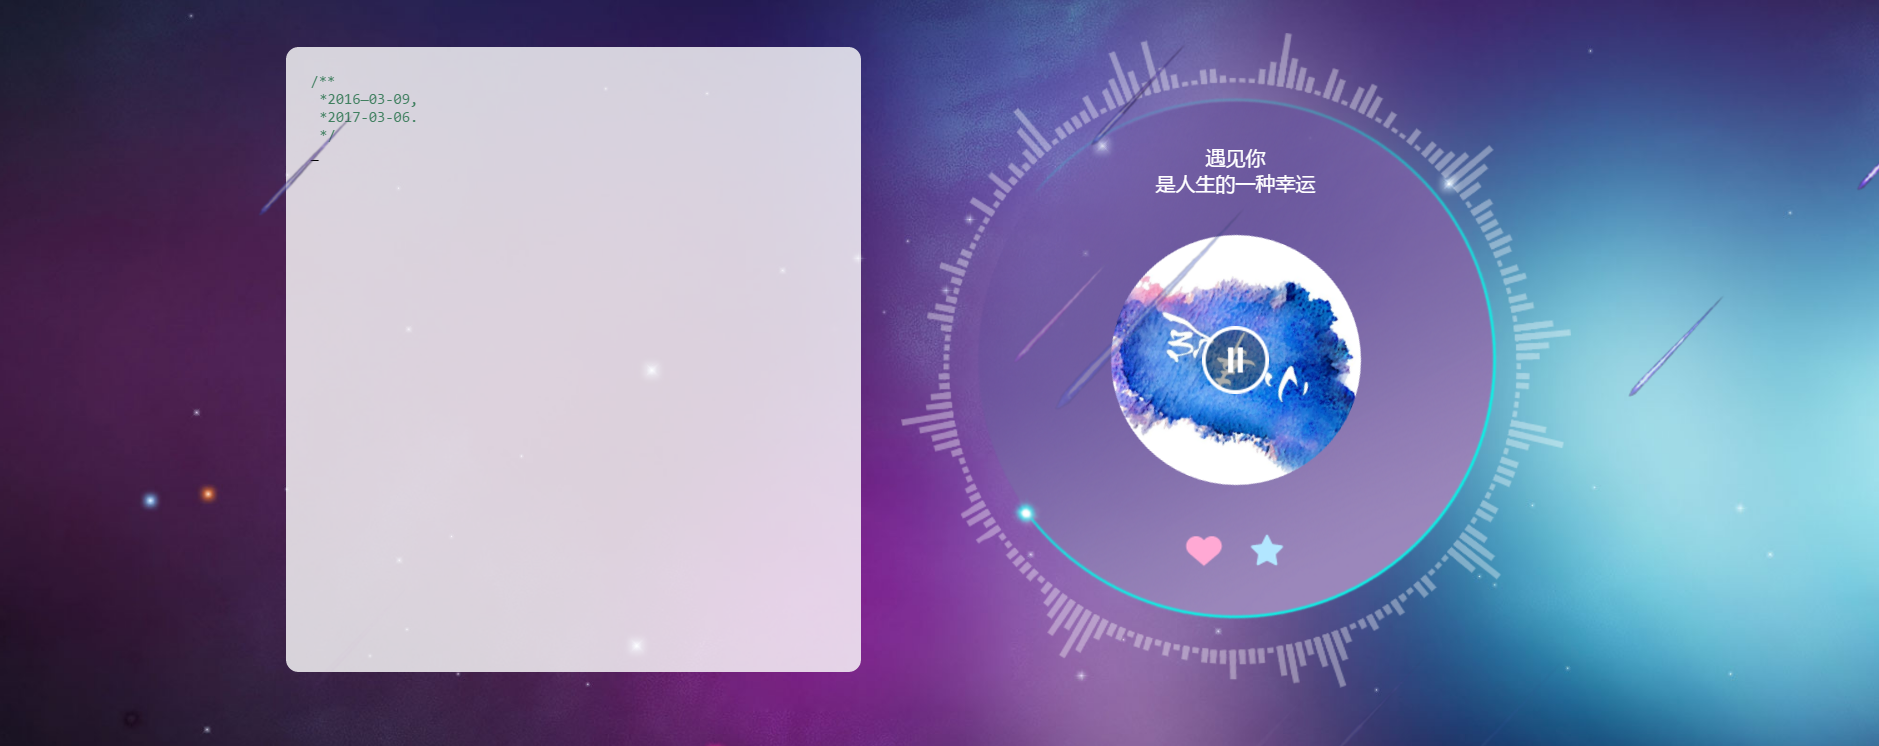 /**
*2016—03-09,
*2017-03-06.
*/
_
遇见你
是人生的一种幸运